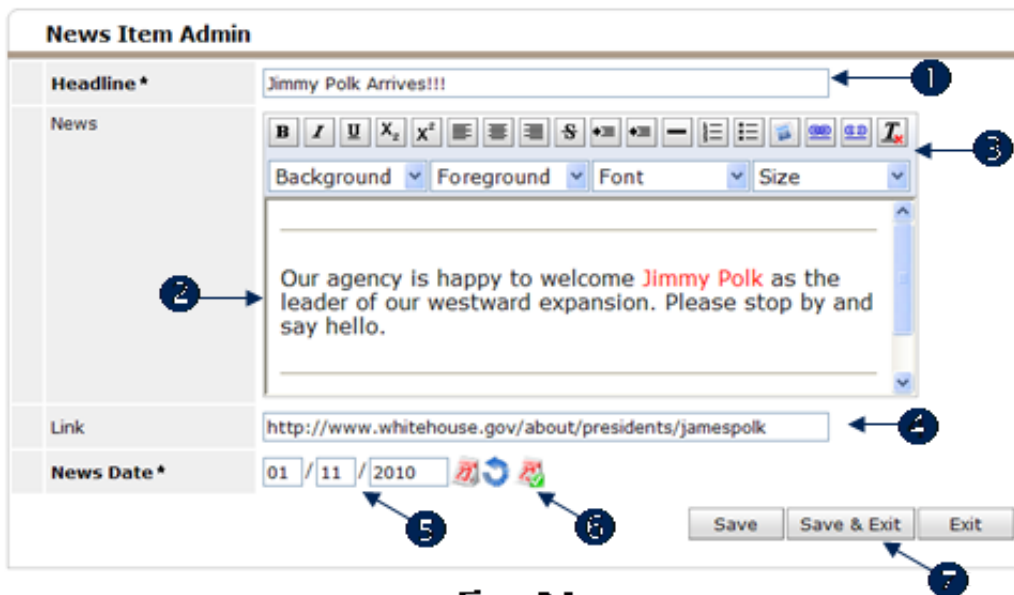 News Item Admin
Headline* Jimmy Polk Arrives!!! 1
News
B I U X₂ X² S T 3
Background Foreground Font Size
Our agency is happy to welcome Jimmy Polk as the
2 leader of our westward expansion. Please stop by and
say hello.
Link http://www.whitehouse.gov/about/presidents/jamespolk 4
News Date* 01 / 11 / 2010
5 6
Save Save & Exit Exit
7